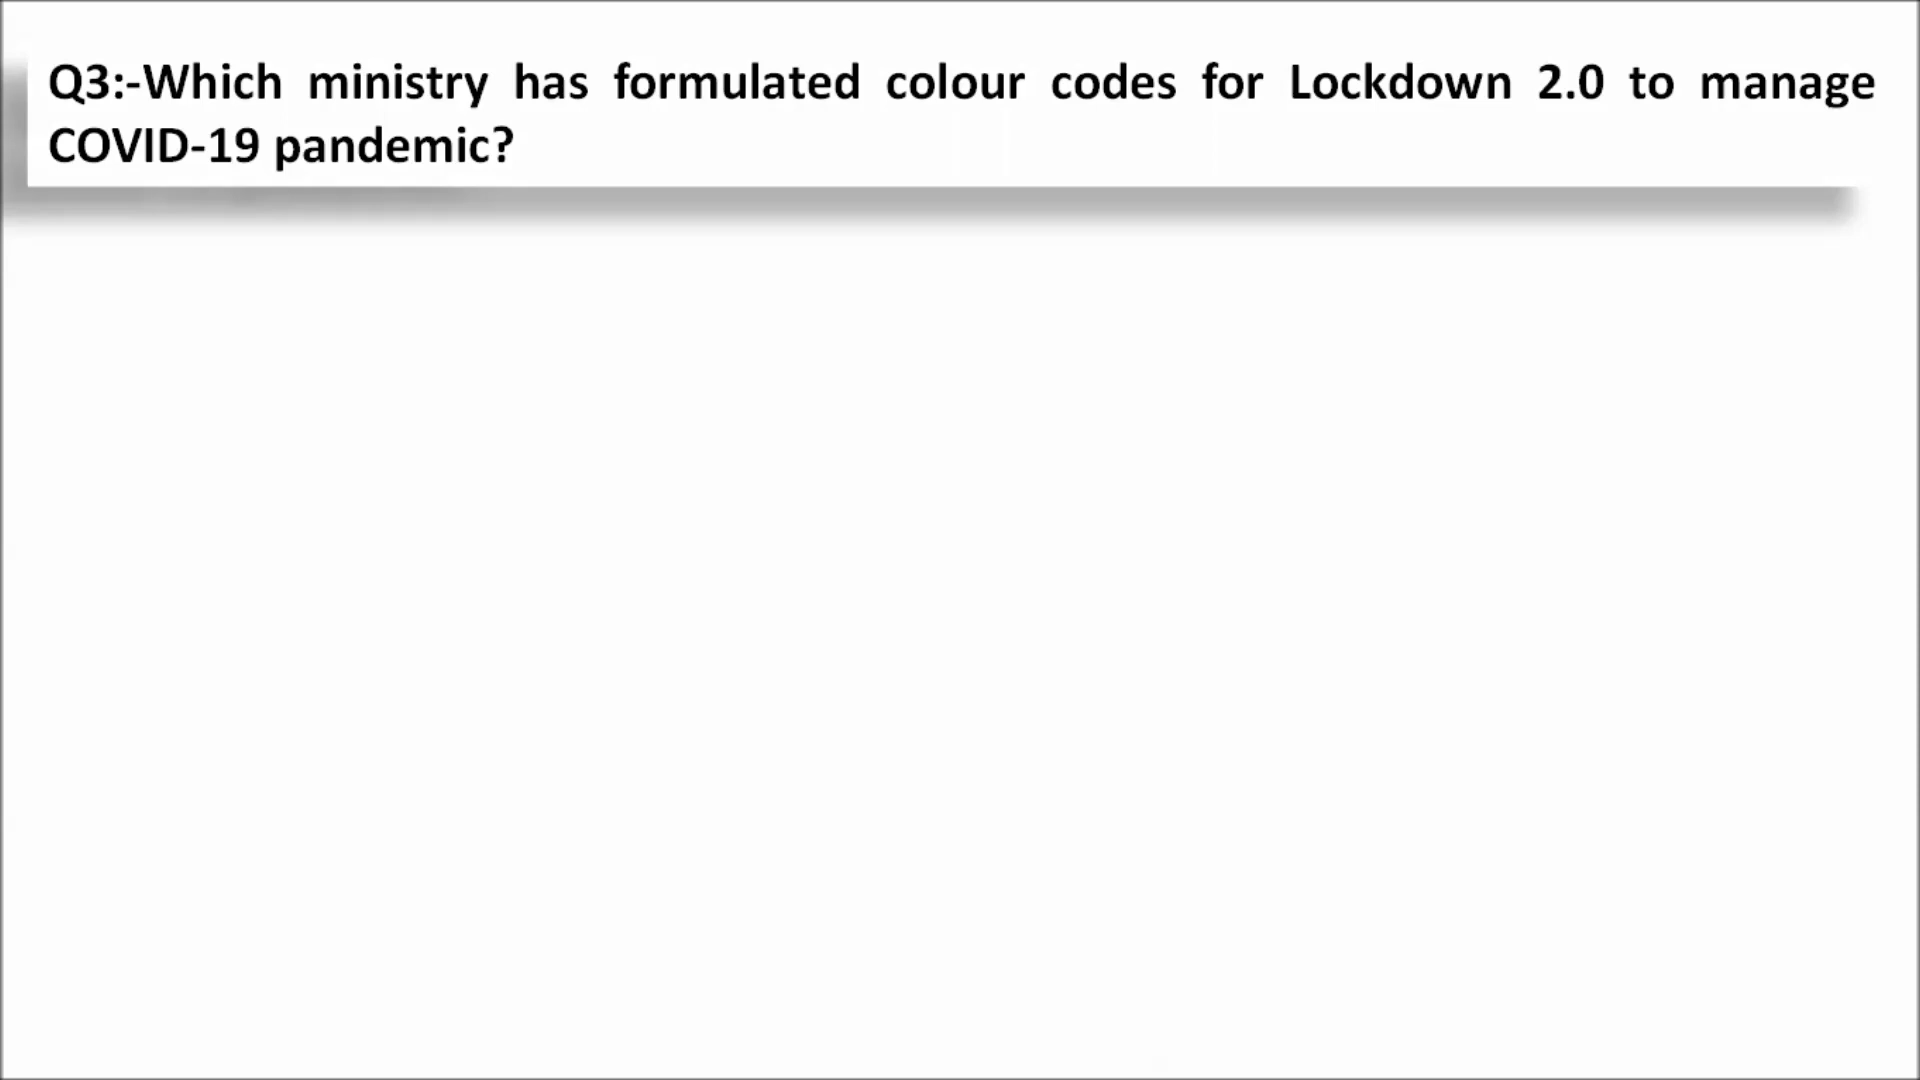 Q3:-Which ministry has formulated colour codes for Lockdown 2.0 to manage
COVID-19 pandemic?